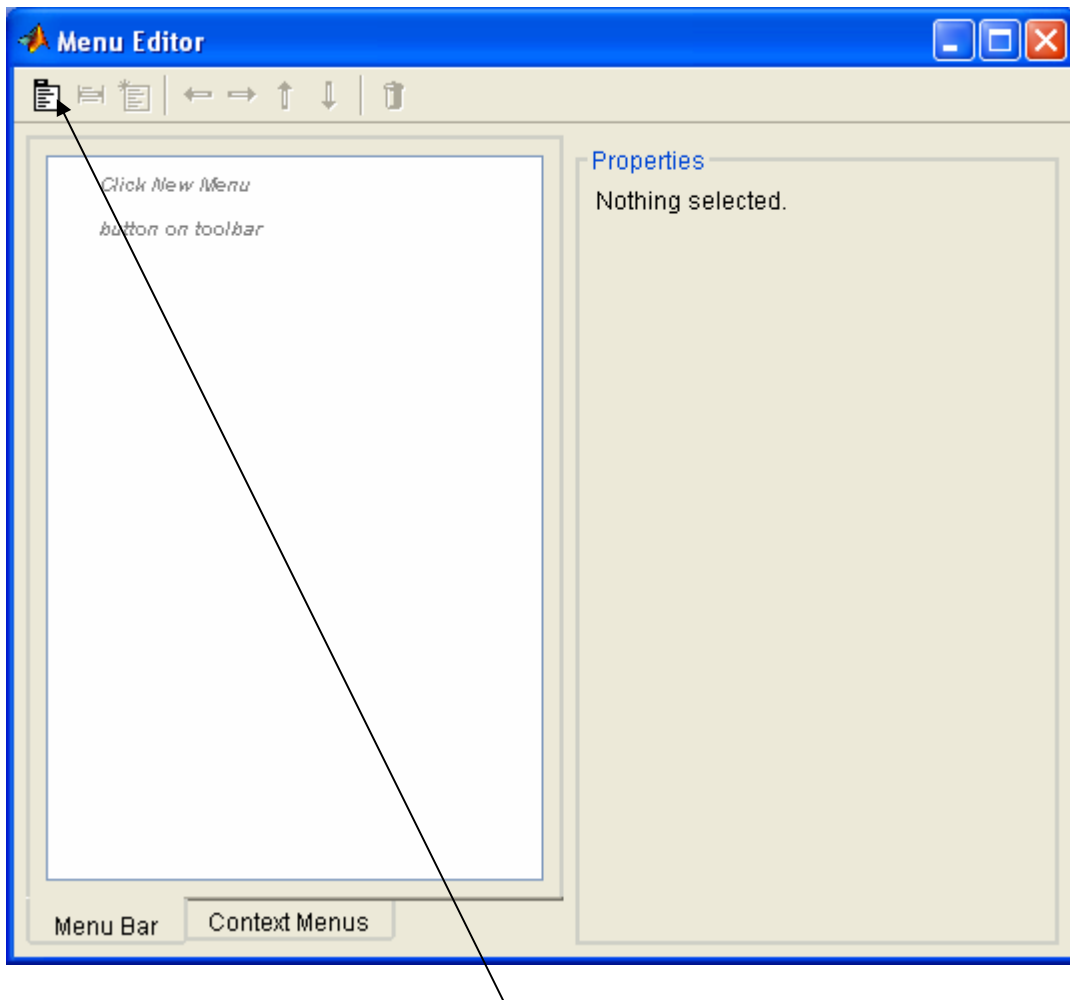 Menu Editor
Click New Menu
button on toolbar
Properties
Nothing selected.
Menu Bar
Context Menus